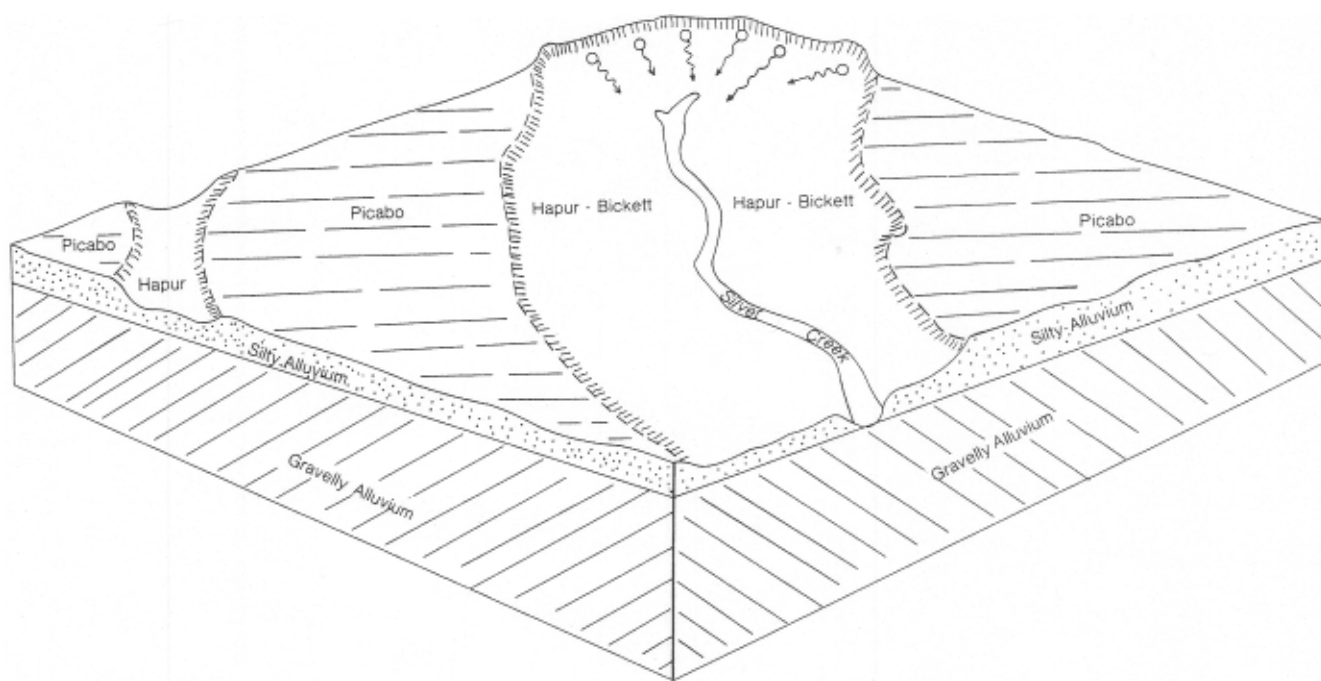 Hapur - Bickett
Hapur - Bickett
Picabo
Picabo
Picabo
Hapur
Silver Creek
Silty Alluvium
Silty Alluvium
Gravelly Alluvium
Gravelly Alluvium